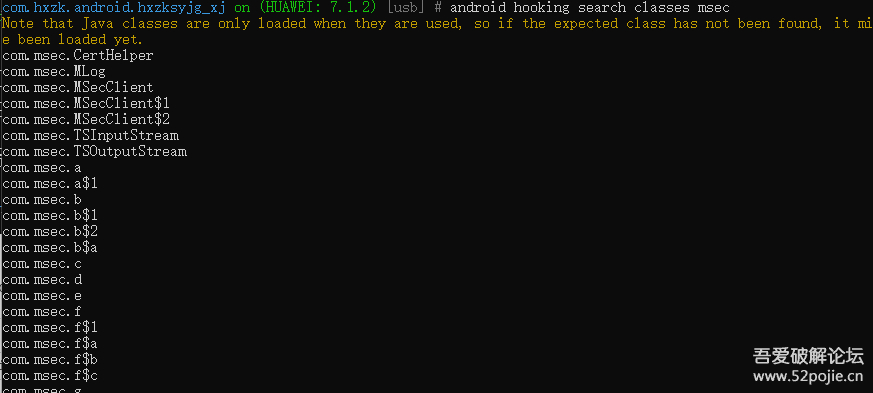 com.hxzk.android.hxzksyjg_xj on (HUAWEI: 7.1.2) [usb] # android hooking search classes msec
Note that Java classes are only loaded when they are used, so if the expected class has not been found, it mi
e been loaded yet.
com.msec.CertHelper
com.msec.MLog
com.msec.MSecClient
com.msec.MSecClient$1
com.msec.MSecClient$2
com.msec.TSInputStream
com.msec.TSOutputStream
com.msec.a
com.msec.a$1
com.msec.b
com.msec.b$1
com.msec.b$2
com.msec.b$a
com.msec.c
com.msec.d
com.msec.e
com.msec.f
com.msec.f$1
com.msec.f$a
com.msec.f$b
com.msec.f$c
com.msec.g
吾爱破解论坛
www.52pojie.cn